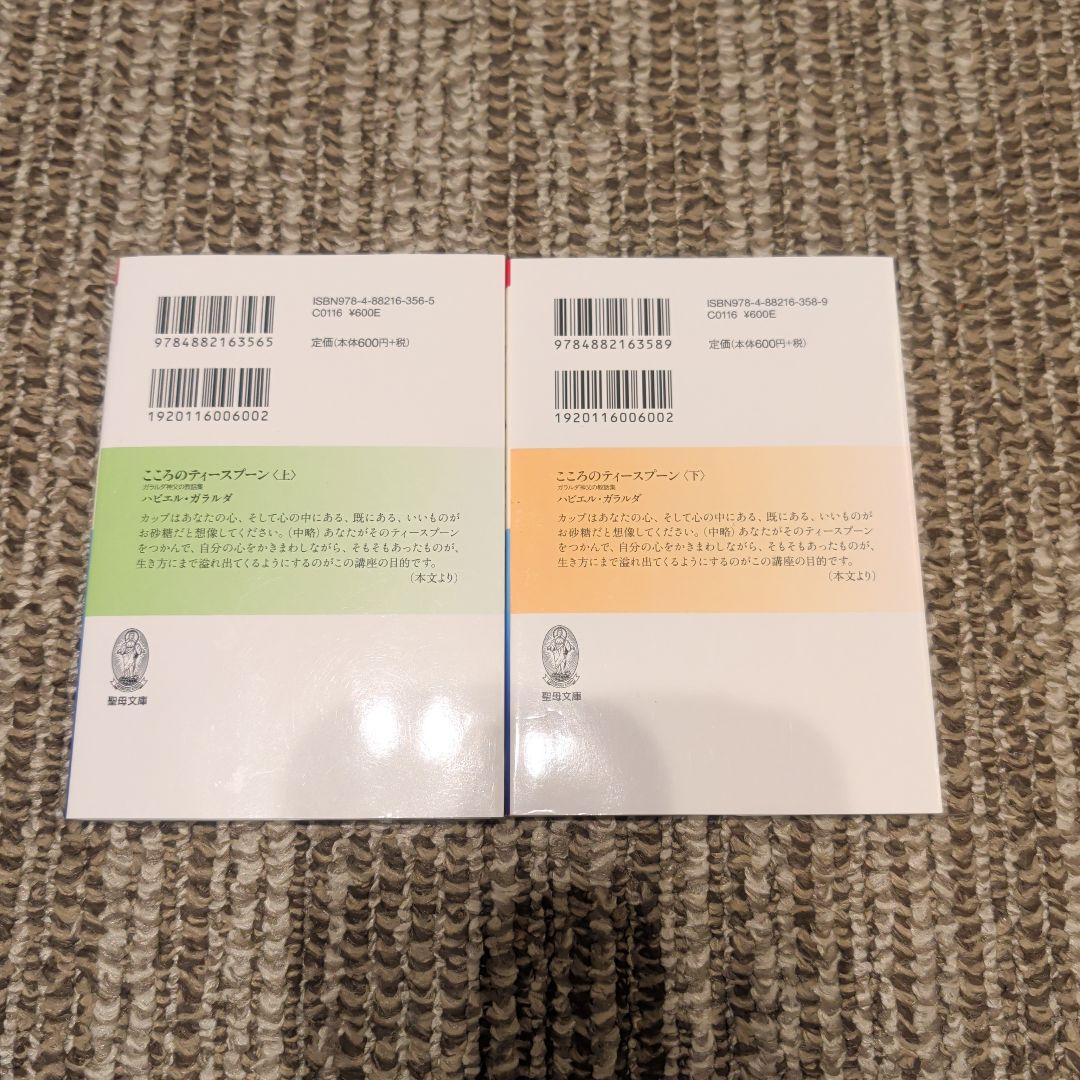 ISBN978-4-88216-356-5
C0116 ¥600E
9784882163565
定価(本体600円+税)
1920116006002
こころのティースプーン〈上〉
ガラルダ神父の教話集
ハビエル・ガラルダ
カップはあなたの心、そして心の中にある、既にある、いいものが
お砂糖だと想像してください。(中略)あなたがそのティースプーン
をつかんで、自分の心をかきまわしながら、そもそもあったものが、
生き方にまで溢れ出てくるようにするのがこの講座の目的です。
(本文より)
聖母文庫
ISBN978-4-88216-358-9
C0116 ¥600E
9784882163589
定価(本体600円+税)
1920116006002
こころのティースプーン〈下〉
ガラルダ神父の教話集
ハビエル・ガラルダ
カップはあなたの心、そして心の中にある、既にある、いいものが
お砂糖だと想像してください。(中略)あなたがそのティースプーン
をつかんで、自分の心をかきまわしながら、そもそもあったものが、
生き方にまで溢れ出てくるようにするのがこの講座の目的です。
(本文より)
聖母文庫